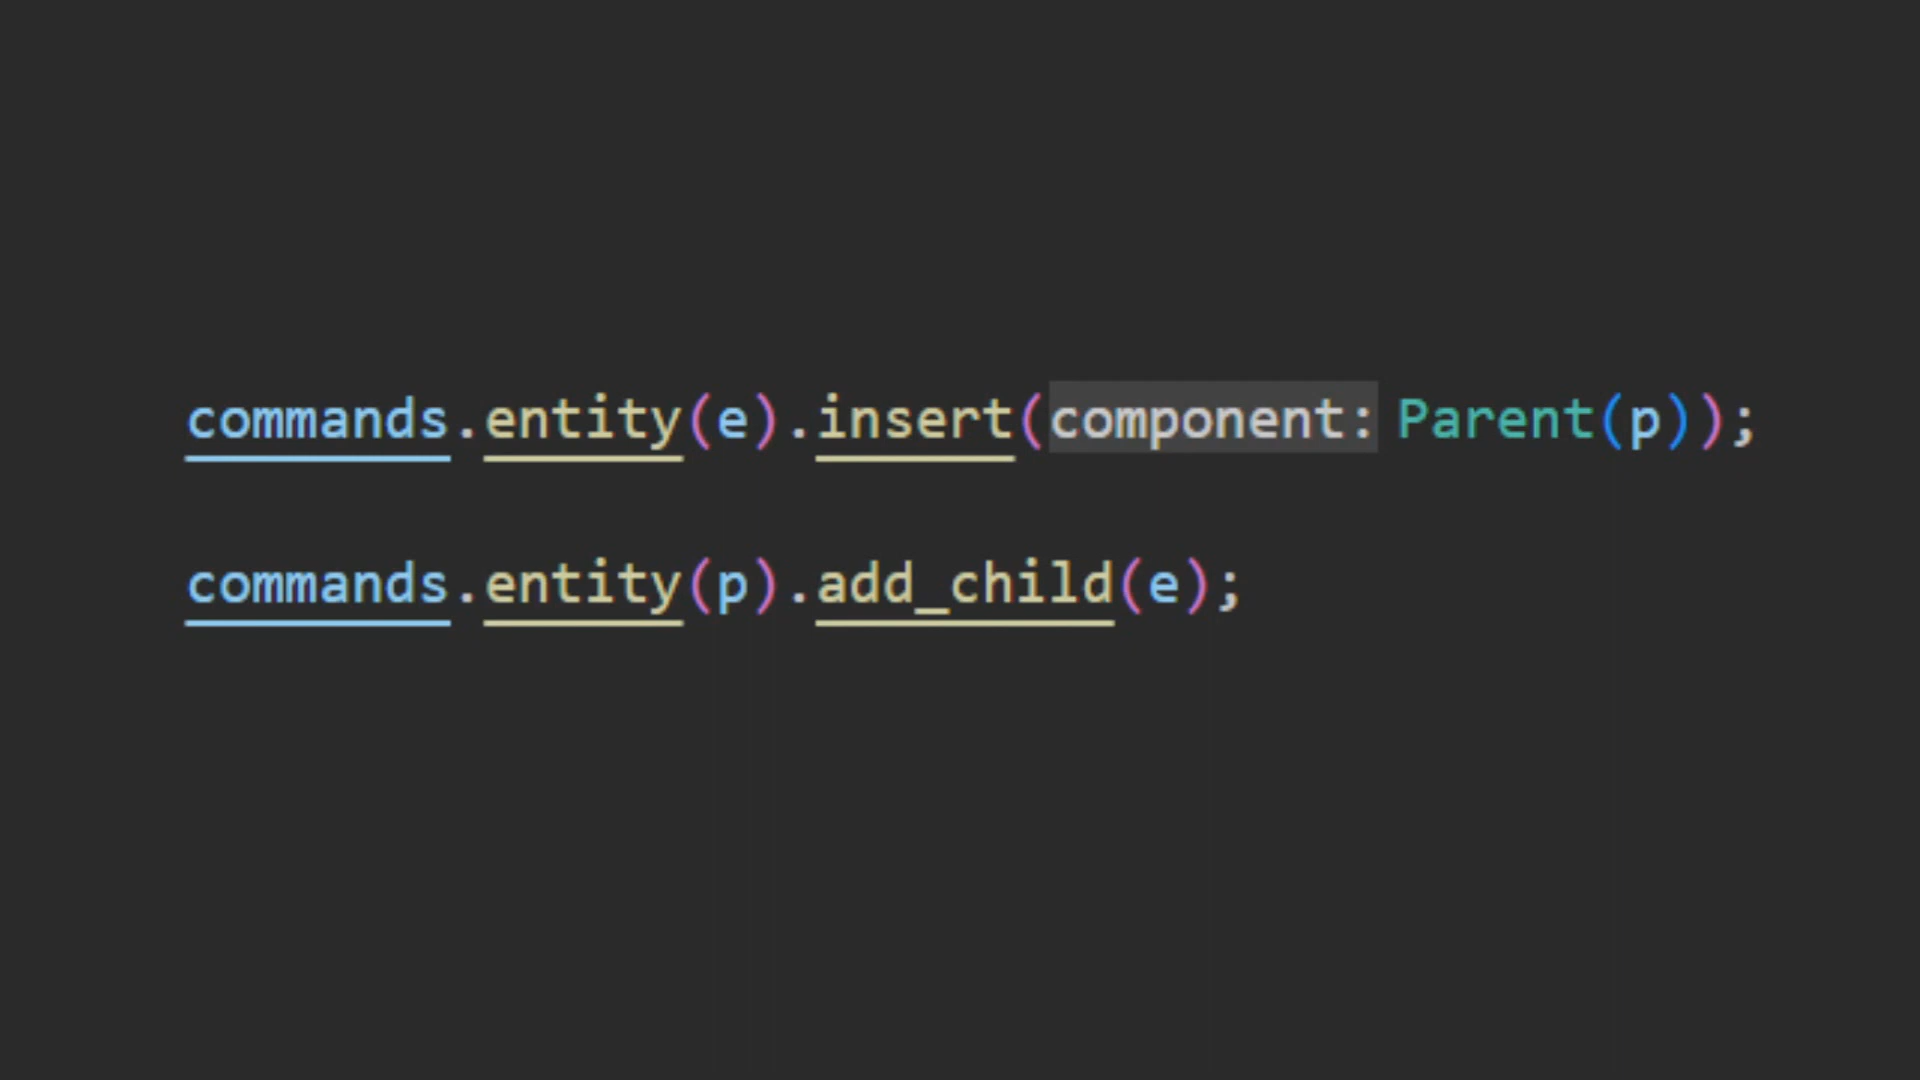 commands.entity(e).insert(component: Parent(p));
commands.entity(p).add_child(e);